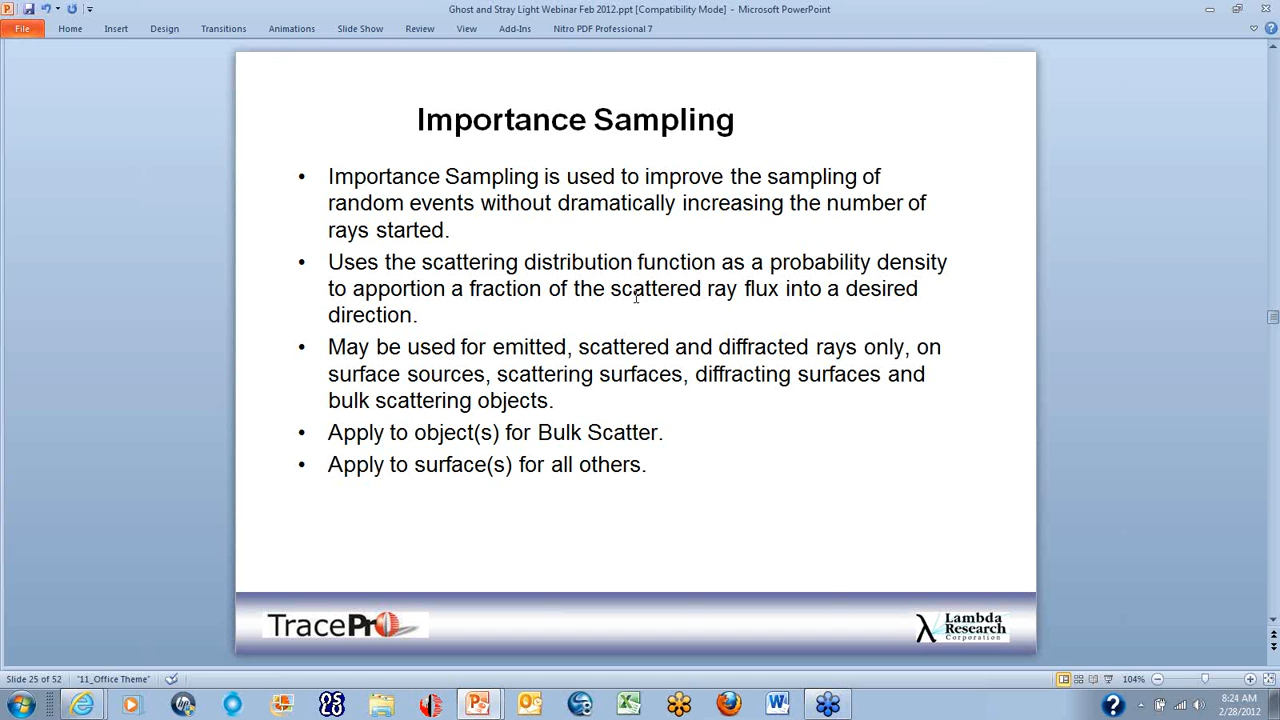 Ghost and Stray Light Webinar Feb 2012.ppt [Compatibility Mode] - Microsoft PowerPoint
File Home Insert Design Transitions Animations Slide Show Review View Add-Ins Nitro PDF Professional 7
Importance Sampling
• Importance Sampling is used to improve the sampling of
random events without dramatically increasing the number of
rays started.
• Uses the scattering distribution function as a probability density
to apportion a fraction of the scattered ray flux into a desired
direction.
• May be used for emitted, scattered and diffracted rays only, on
surface sources, scattering surfaces, diffracting surfaces and
bulk scattering objects.
• Apply to object(s) for Bulk Scatter.
• Apply to surface(s) for all others.
TracePro
λ Lambda
Research
Corporation
Slide 25 of 52 "11_Office Theme" 104%
8:24 AM
2/28/2012